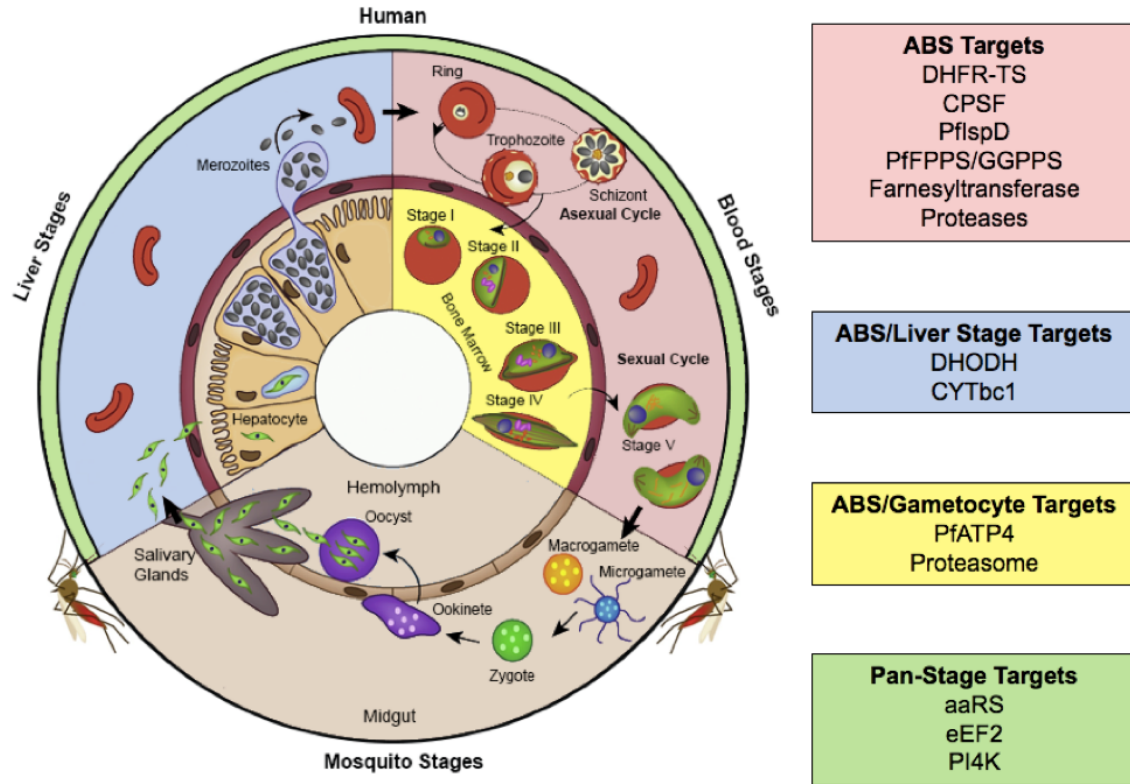 Human
Liver Stages
Blood Stages
Mosquito Stages
Merozoites
Hepatocyte
Ring
Trophozoite
Schizont
Asexual Cycle
Stage I
Stage II
Bone Marrow
Stage III
Stage IV
Sexual Cycle
Stage V
Macrogamete
Microgamete
Zygote
Ookinete
Oocyst
Hemolymph
Salivary
Glands
Midgut
ABS Targets
DHFR-TS
CPSF
PfIspD
PfFPPS/GGPPS
Farnesyltransferase
Proteases
ABS/Liver Stage Targets
DHODH
CYTbc1
ABS/Gametocyte Targets
PfATP4
Proteasome
Pan-Stage Targets
aaRS
eEF2
PI4K